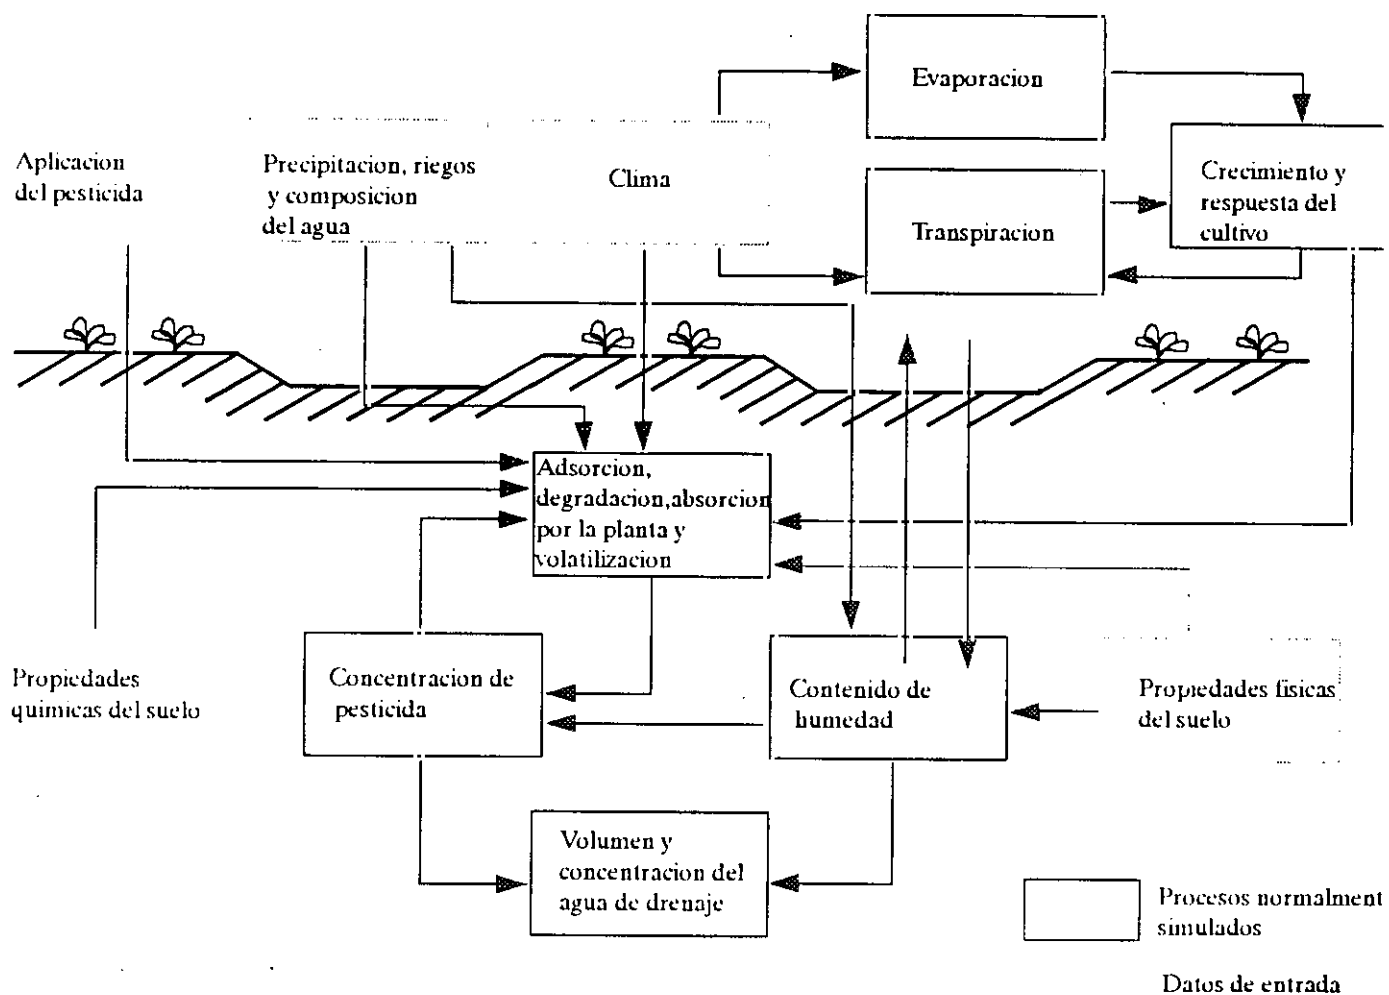 Evaporacion
Aplicacion
del pesticida
Precipitacion, riegos
y composicion
del agua
Clima
Transpiracion
Crecimiento y
respuesta del
cultivo
Adsorcion,
degradacion,absorcion
por la planta y
volatilizacion
Propiedades
quimicas del suelo
Concentracion de
pesticida
Contenido de
humedad
Propiedades fisicas
del suelo
Volumen y
concentracion del
agua de drenaje
Procesos normalment
simulados
Datos de entrada